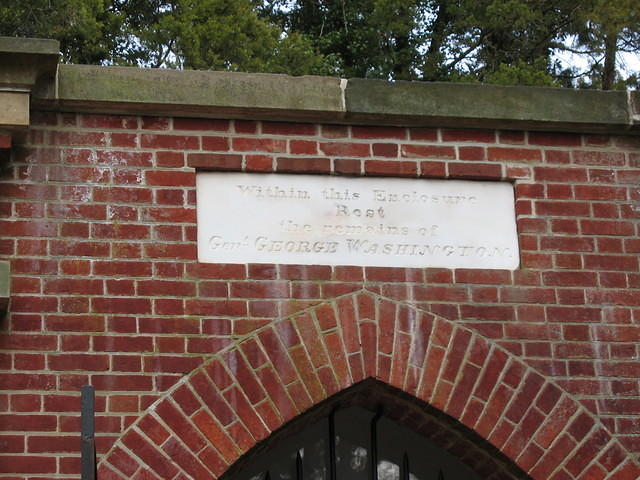 Within this Enclosure
Rest
the remains of
Genl. GEORGE WASHINGTON.